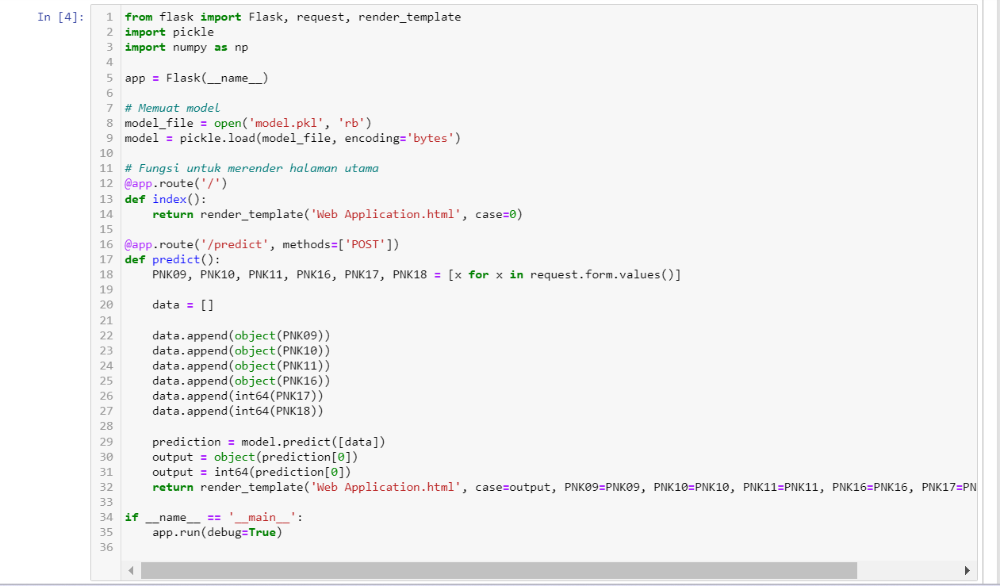 In [4]:
1 from flask import Flask, request, render_template
2 import pickle
3 import numpy as np
4
5 app = Flask(__name__)
6
7 # Memuat model
8 model_file = open('model.pkl', 'rb')
9 model = pickle.load(model_file, encoding='bytes')
10
11 # Fungsi untuk merender halaman utama
12 @app.route('/')
13 def index():
14     return render_template('Web Application.html', case=0)
15
16 @app.route('/predict', methods=['POST'])
17 def predict():
18     PNK09, PNK10, PNK11, PNK16, PNK17, PNK18 = [x for x in request.form.values()]
19
20     data = []
21
22     data.append(object(PNK09))
23     data.append(object(PNK10))
24     data.append(object(PNK11))
25     data.append(object(PNK16))
26     data.append(int64(PNK17))
27     data.append(int64(PNK18))
28
29     prediction = model.predict([data])
30     output = object(prediction[0])
31     output = int64(prediction[0])
32     return render_template('Web Application.html', case=output, PNK09=PNK09, PNK10=PNK10, PNK11=PNK11, PNK16=PNK16, PNK17=PN
33
34 if __name__ == '__main__':
35     app.run(debug=True)
36